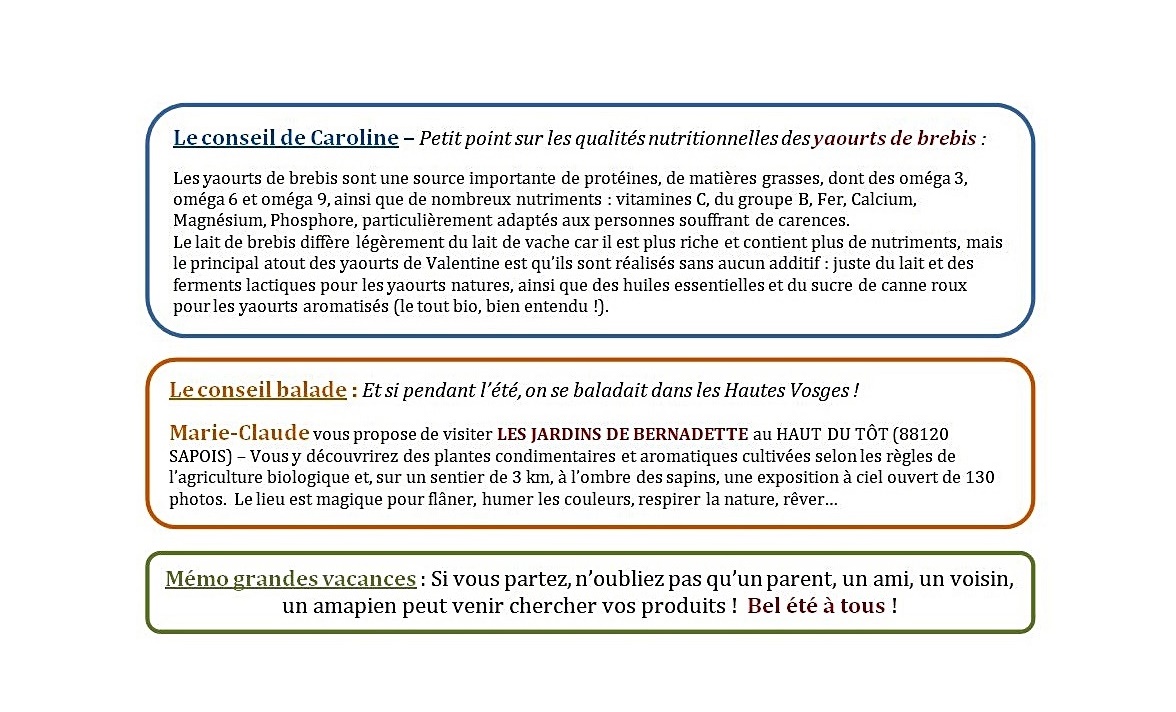 Le conseil de Caroline – Petit point sur les qualités nutritionnelles des yaourts de brebis :
Les yaourts de brebis sont une source importante de protéines, de matières grasses, dont des oméga 3,
oméga 6 et oméga 9, ainsi que de nombreux nutriments : vitamines C, du groupe B, Fer, Calcium,
Magnésium, Phosphore, particulièrement adaptés aux personnes souffrant de carences.
Le lait de brebis diffère légèrement du lait de vache car il est plus riche et contient plus de nutriments, mais
le principal atout des yaourts de Valentine est qu’ils sont réalisés sans aucun additif : juste du lait et des
ferments lactiques pour les yaourts natures, ainsi que des huiles essentielles et du sucre de canne roux
pour les yaourts aromatisés (le tout bio, bien entendu !).
Le conseil balade : Et si pendant l’été, on se baladait dans les Hautes Vosges !
Marie-Claude vous propose de visiter LES JARDINS DE BERNADETTE au HAUT DU TÔT (88120
SAPOIS) – Vous y découvrirez des plantes condimentaires et aromatiques cultivées selon les règles de
l’agriculture biologique et, sur un sentier de 3 km, à l’ombre des sapins, une exposition à ciel ouvert de 130
photos. Le lieu est magique pour flâner, humer les couleurs, respirer la nature, rêver…
Mémo grandes vacances : Si vous partez, n’oubliez pas qu’un parent, un ami, un voisin,
un amapien peut venir chercher vos produits ! Bel été à tous !